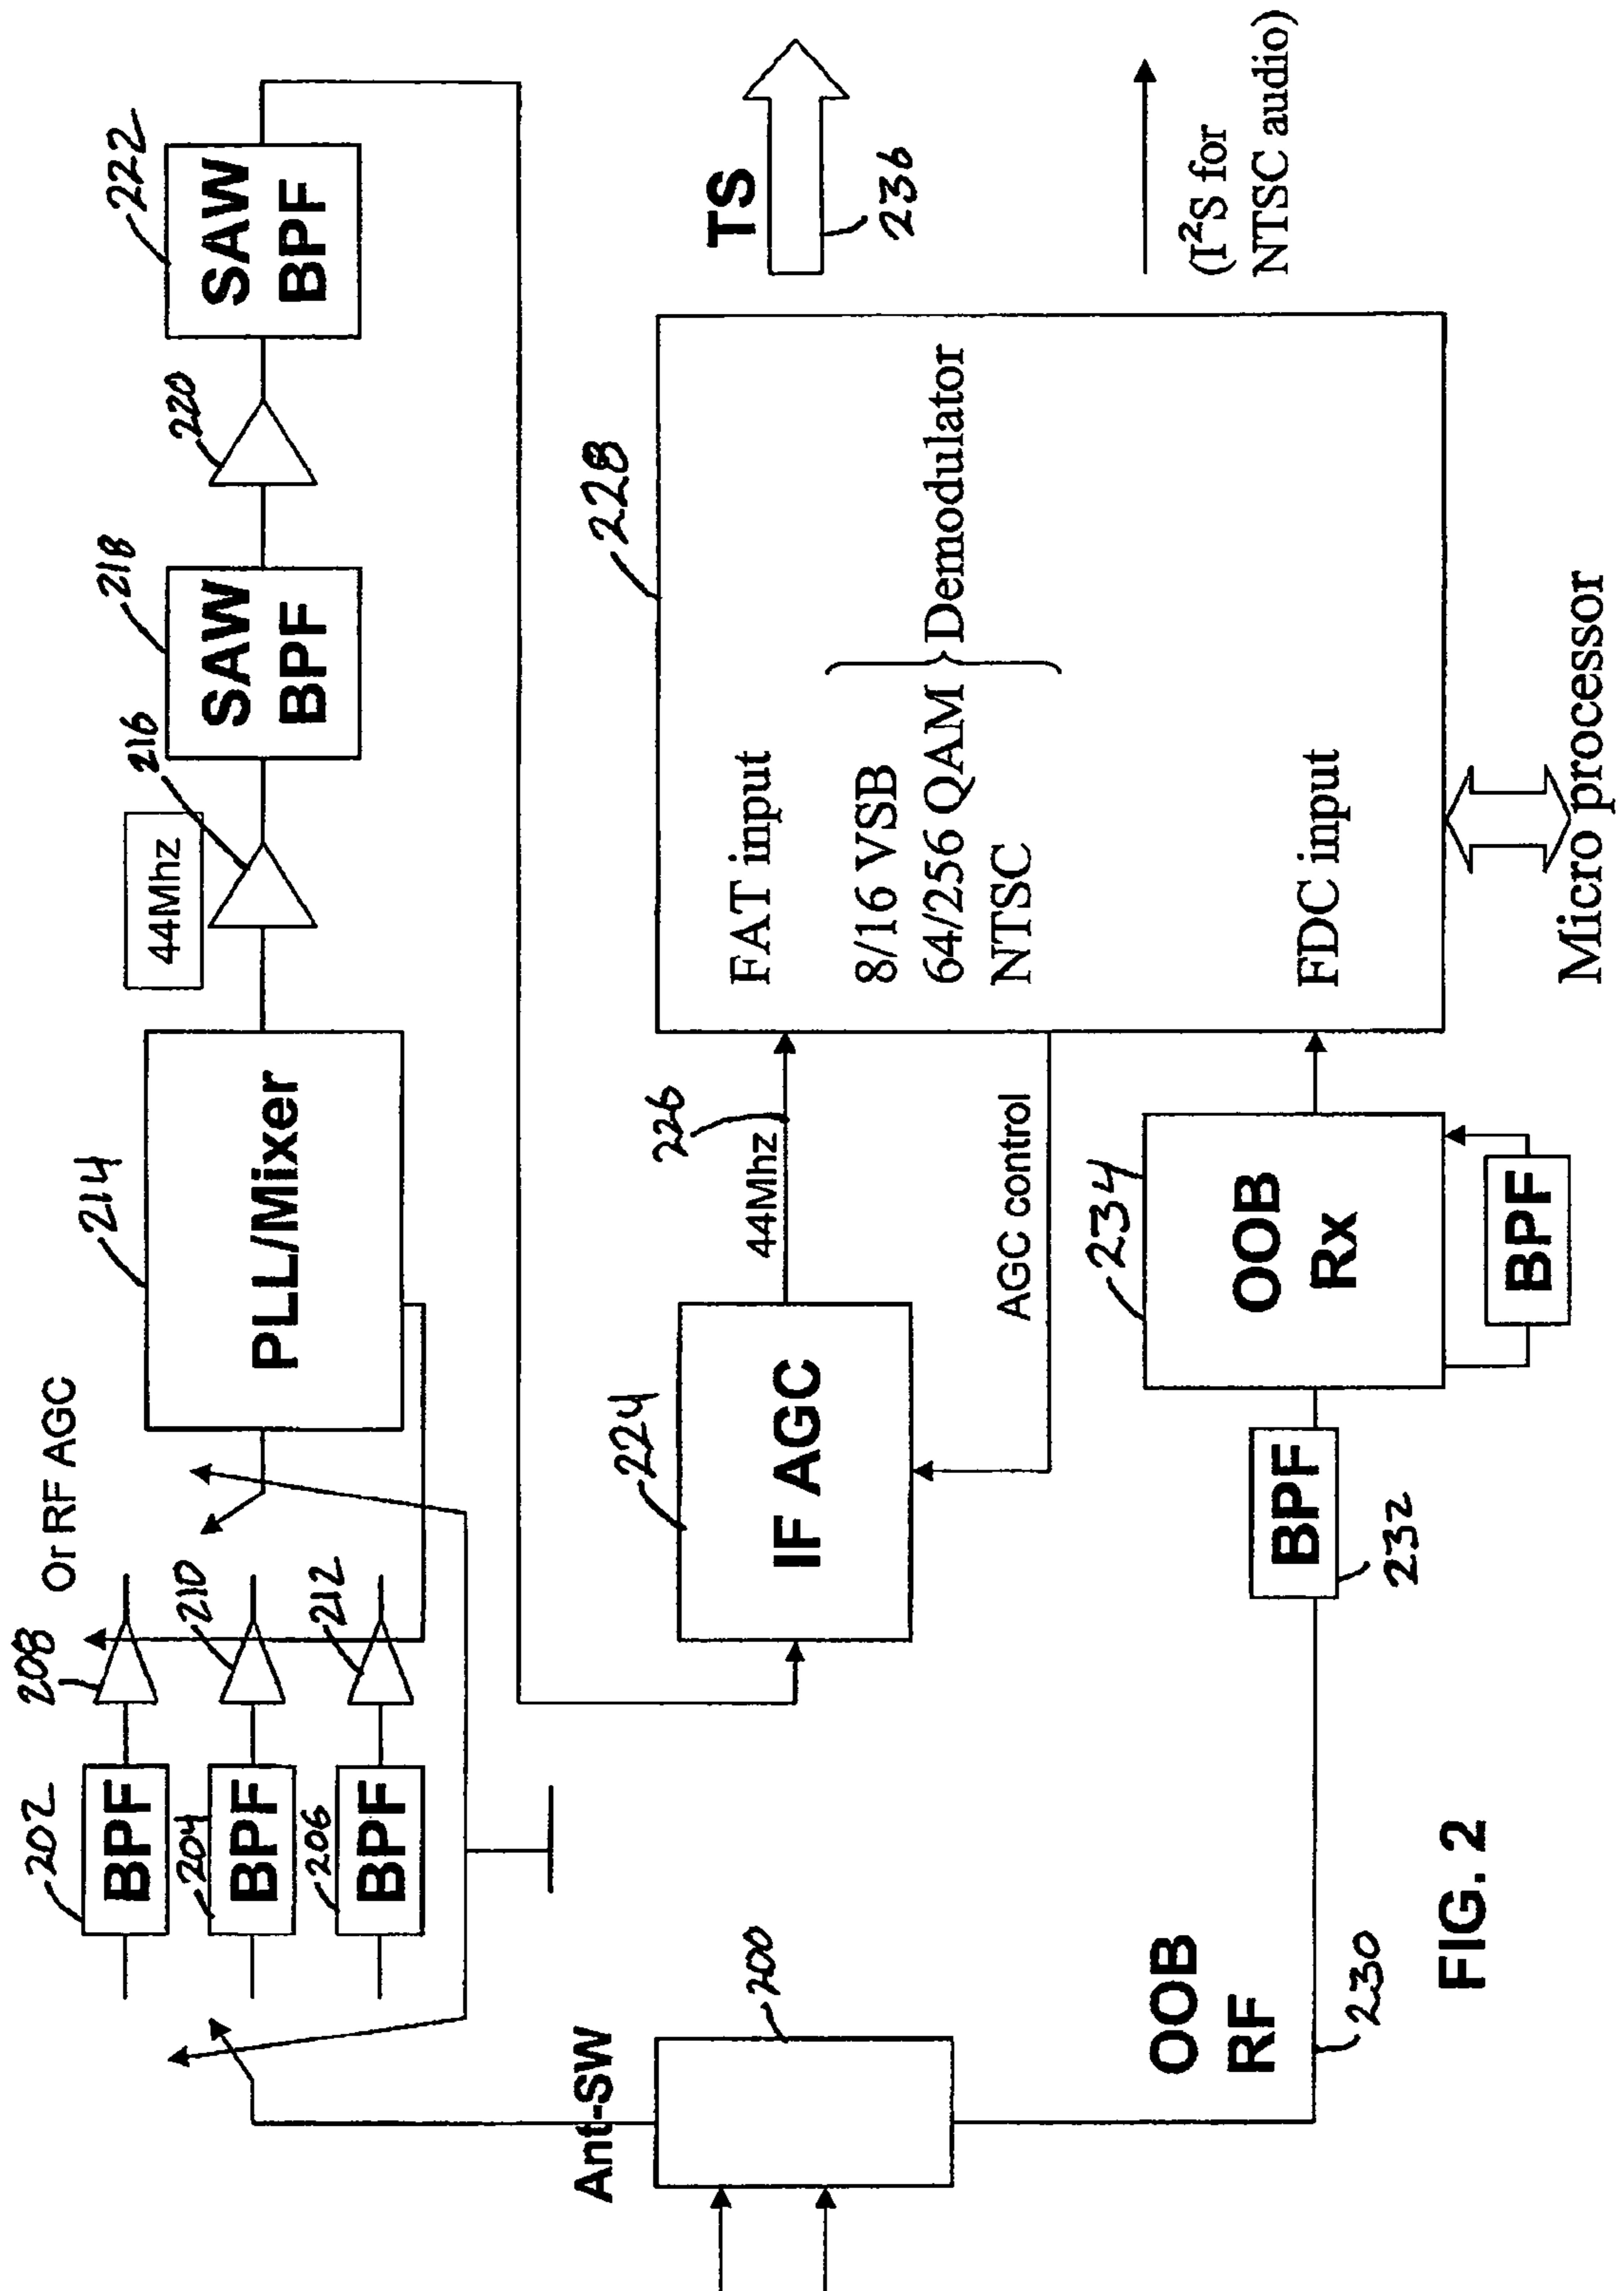 202
BPF
204
BPF
206
BPF
208
210
212
Or RF AGC
214
PLL/Mixer
44Mhz
216
218
SAW
BPF
220
222
SAW
BPF
Ant-SW
200
224
IF AGC
44Mhz
226
AGC control
228
FAT input
8/16 VSB
64/256 QAM
NTSC
Demodulator
FDC input
TS
236
(I²S for
NTSC audio)
OOB
RF
230
BPF
232
234
OOB
Rx
BPF
Micro processor
FIG. 2